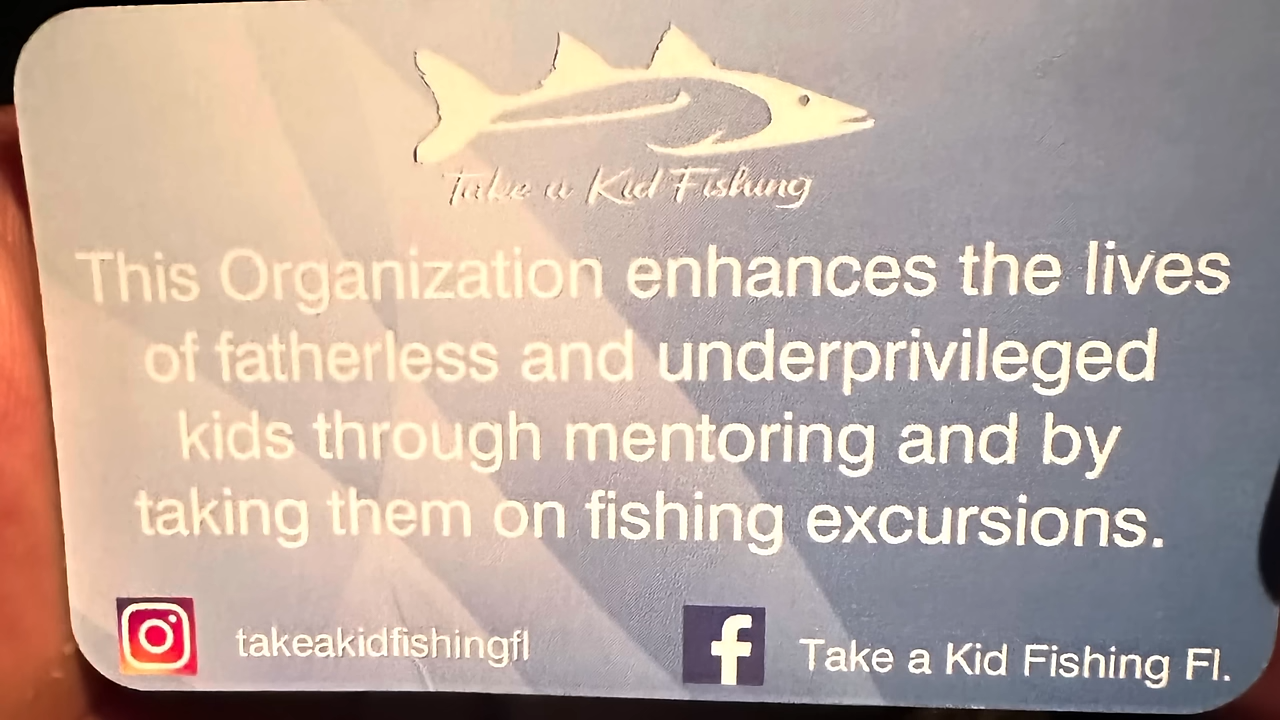 Take a Kid Fishing
This Organization enhances the lives
of fatherless and underprivileged
kids through mentoring and by
taking them on fishing excursions.
takeakidfishingfl
Take a Kid Fishing Fl.